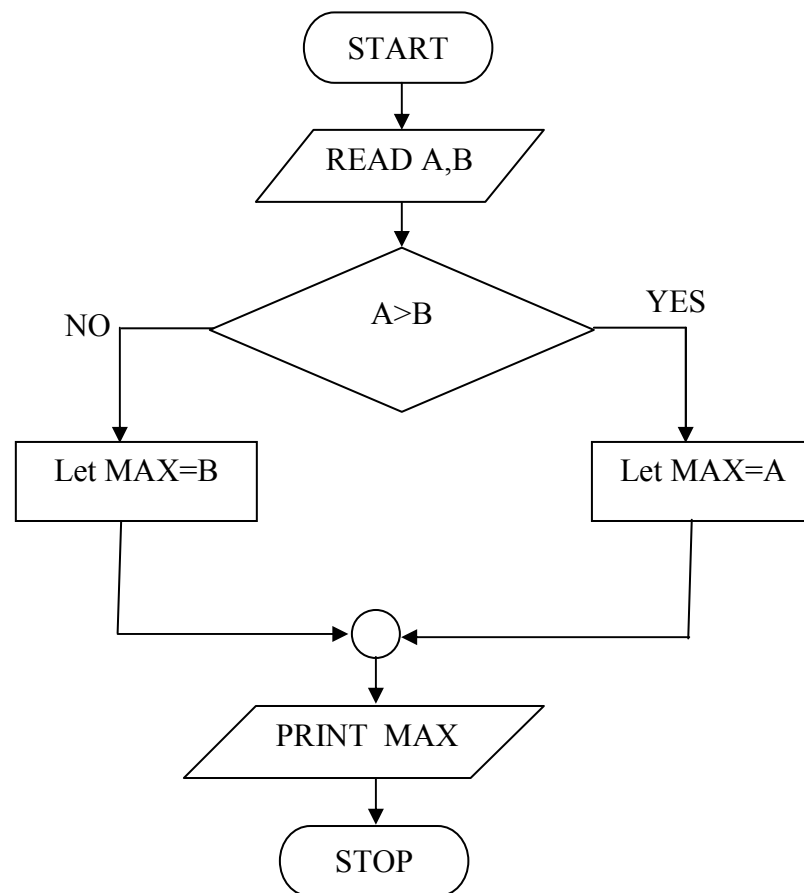 START
READ A,B
A>B
NO
YES
Let MAX=B
Let MAX=A
PRINT MAX
STOP